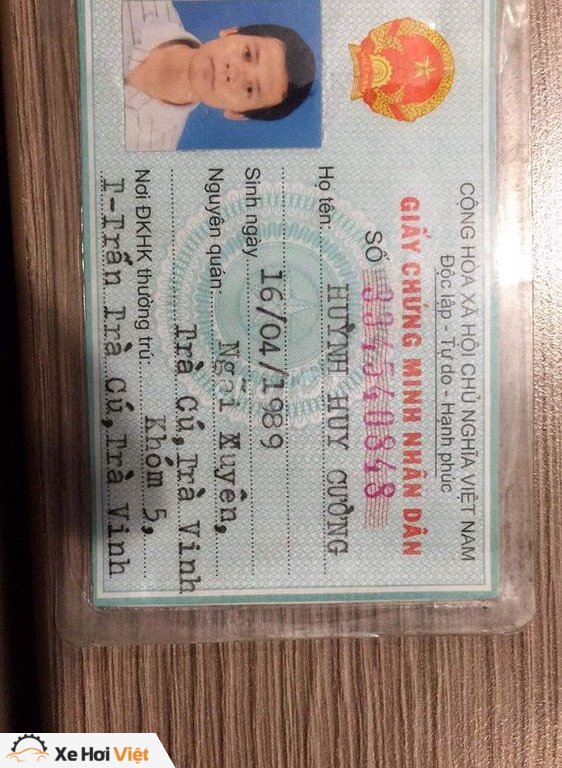 CỘNG HÒA XÃ HỘI CHỦ NGHĨA VIỆT NAM
Độc lập - Tự do - Hạnh phúc
GIẤY CHỨNG MINH NHÂN DÂN
SỐ 334540848
Họ tên: HUỲNH HUY CƯỜNG
Sinh ngày 16/04/1989
Nguyên quán: Ngãi Xuyên,
Trà Cú, Trà Vinh
Nơi ĐKHK thường trú: Khóm 5,
T-Trấn Trà Cú, Trà Vinh
Xe Hơi Việt